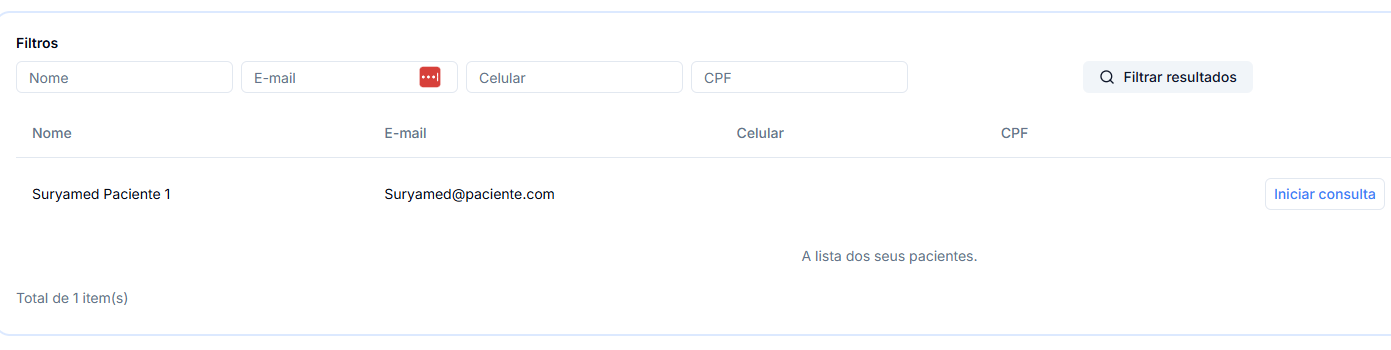 Filtros
Nome E-mail Celular CPF Filtrar resultados
Nome E-mail Celular CPF
Suryamed Paciente 1 Suryamed@paciente.com Iniciar consulta
A lista dos seus pacientes.
Total de 1 item(s)